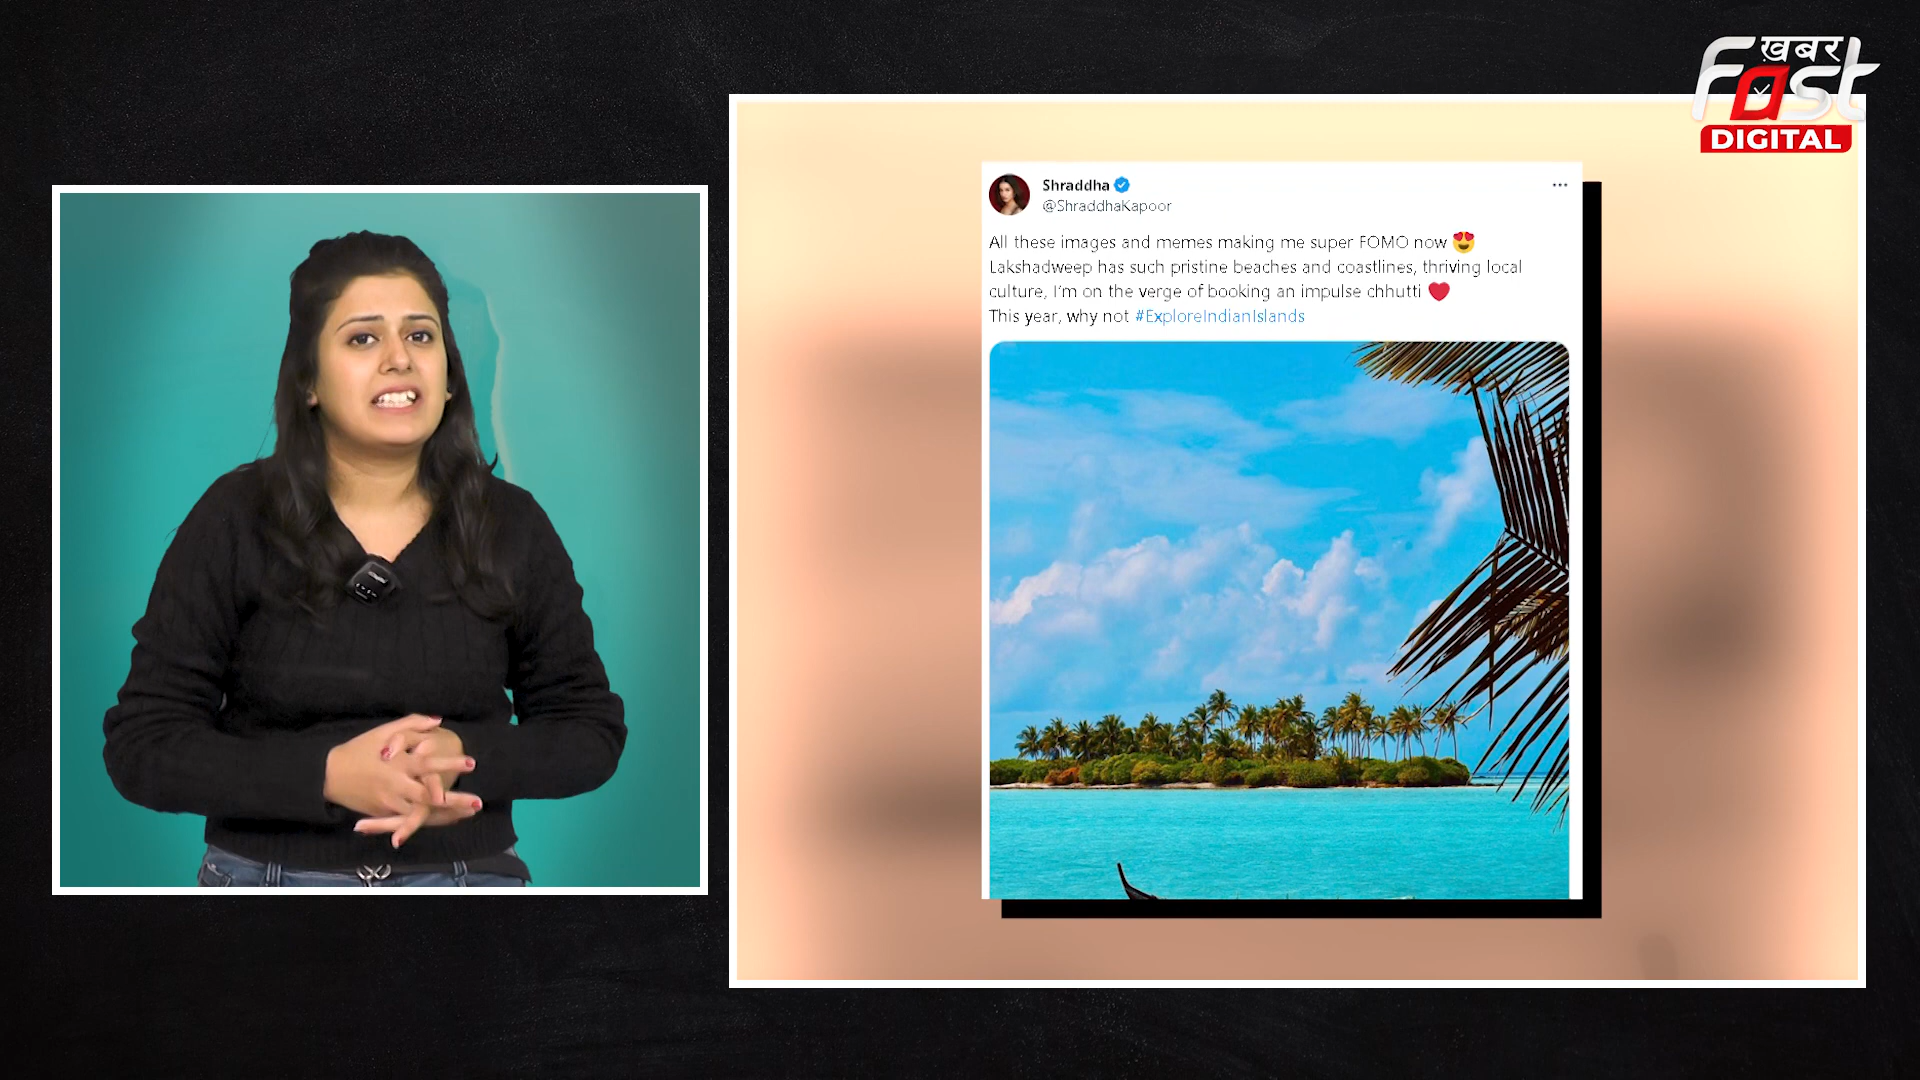 ख़बर
Fast
DIGITAL
Shraddha
@ShraddhaKapoor
All these images and memes making me super FOMO now 😍
Lakshadweep has such pristine beaches and coastlines, thriving local
culture, I'm on the verge of booking an impulse chhutti ❤️
This year, why not #ExploreIndianIslands